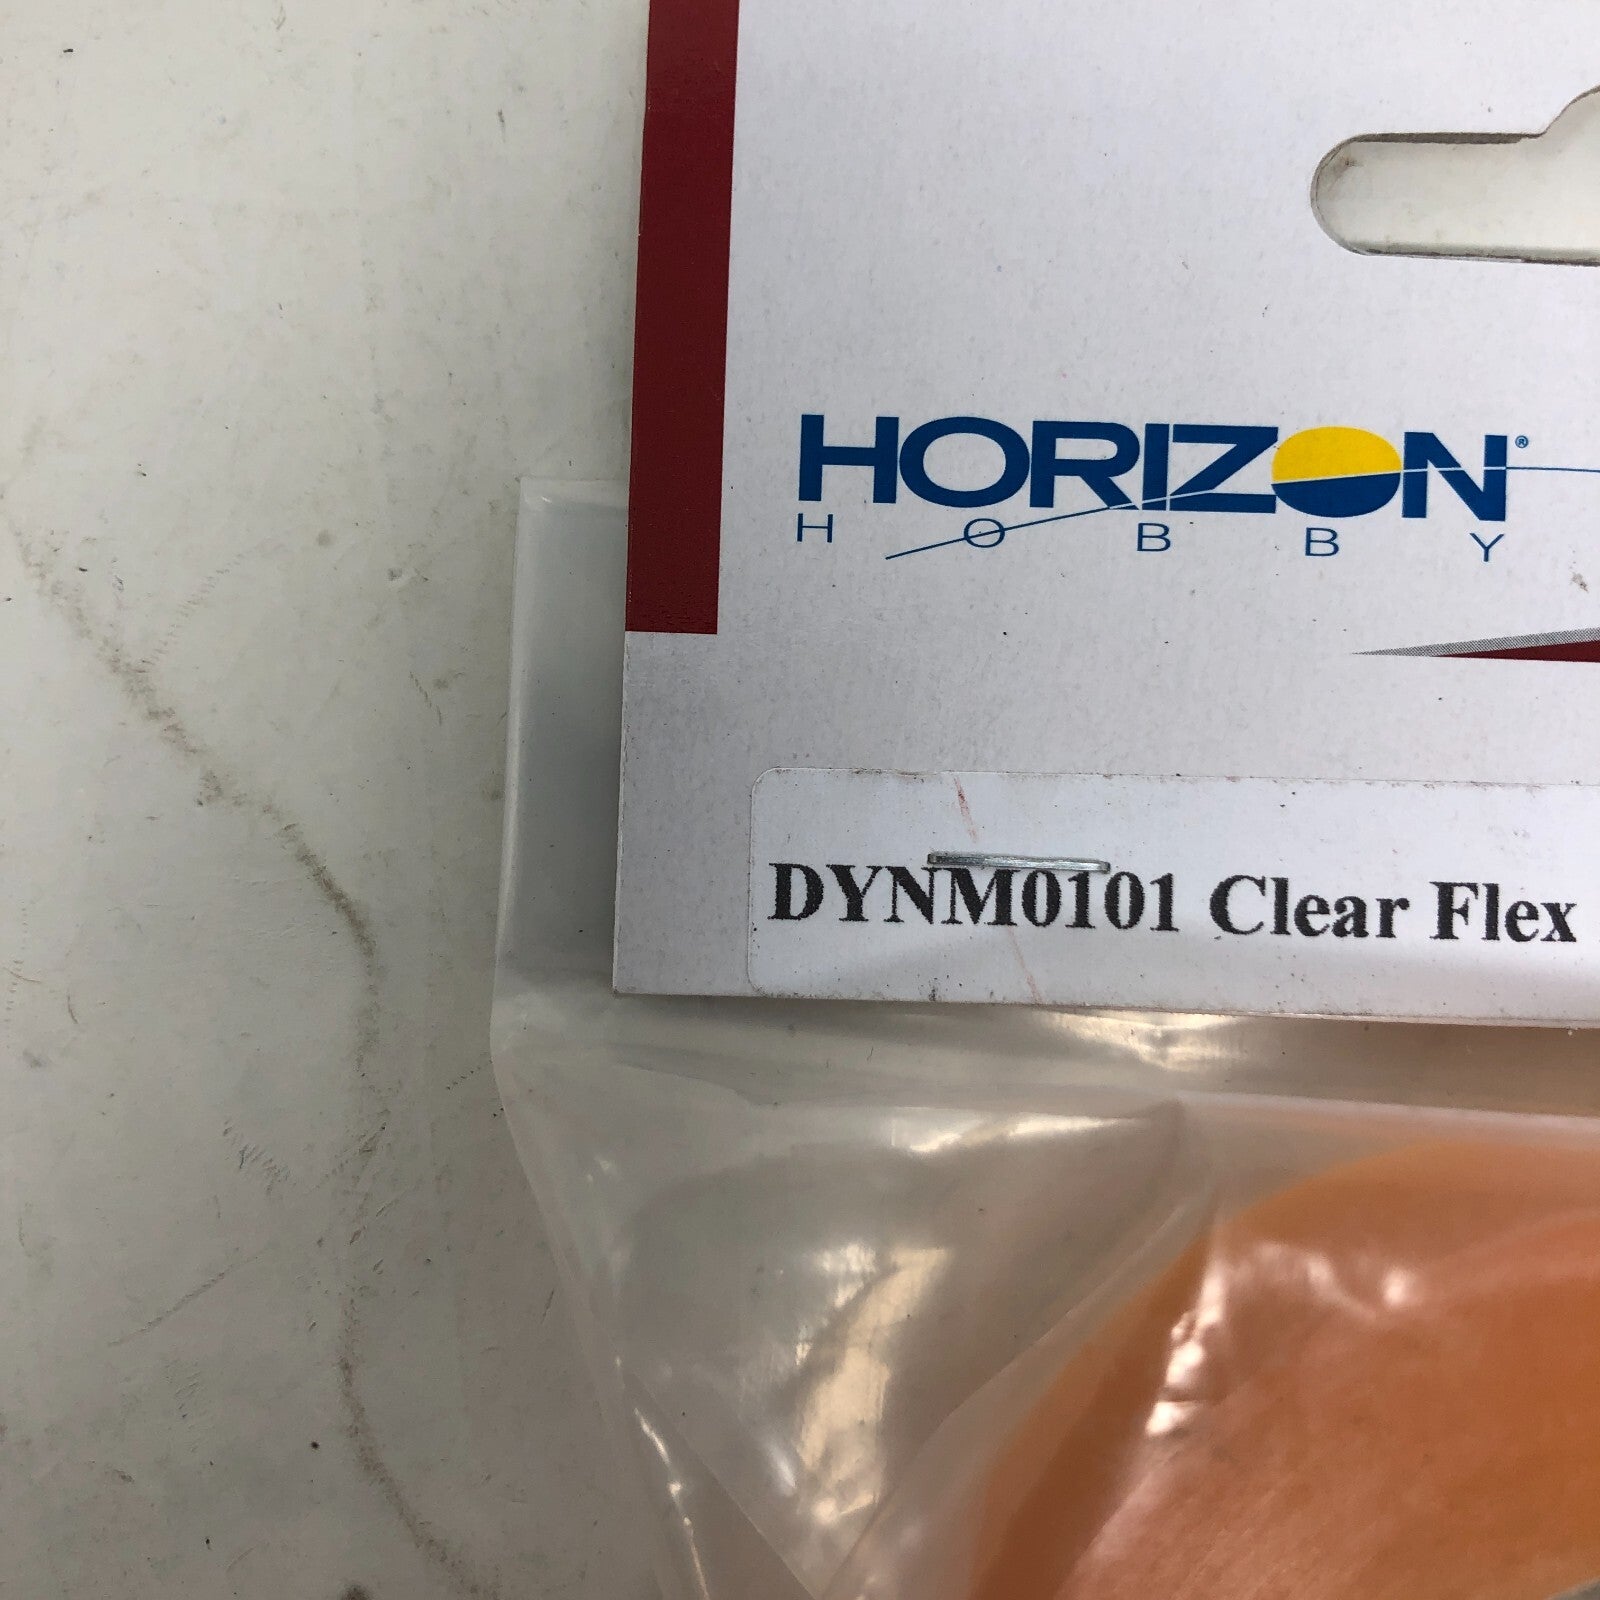 HORIZON®
HOBBY
DYNM0101 Clear Flex